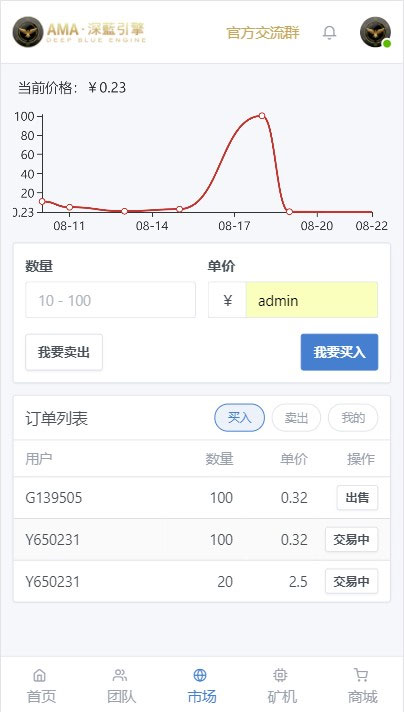 AMA·深藍引擎
DEEP BLUE ENGINE
官方交流群
当前价格：￥0.23
100
80
60
40
20
0.23
08-11 08-14 08-17 08-20 08-22
数量 单价
10 - 100 ¥ admin
我要卖出 我要买入
订单列表 买入 卖出 我的
用户 数量 单价 操作
G139505 100 0.32 出售
Y650231 100 0.32 交易中
Y650231 20 2.5 交易中
首页 团队 市场 矿机 商城